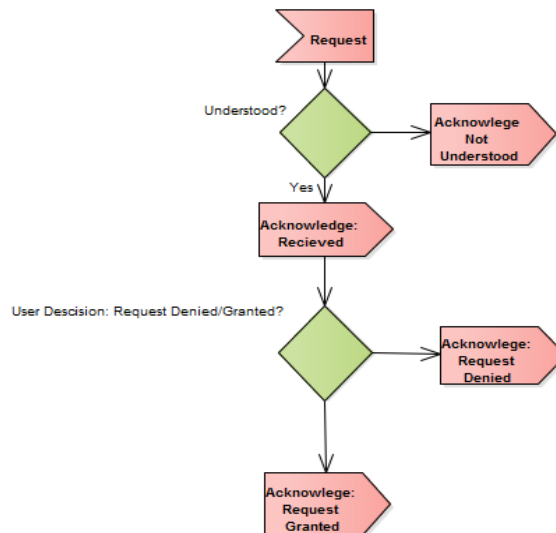 Request
Understood?
Acknowlege
Not
Understood
Yes
Acknowledge:
Recieved
User Descision: Request Denied/Granted?
Acknowlege:
Request
Denied
Acknowlege:
Request
Granted